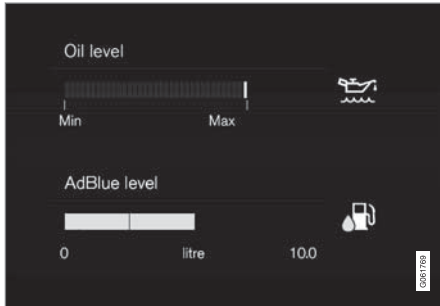 Oil level
Min Max
AdBlue level
0 litre 10.0
G061769